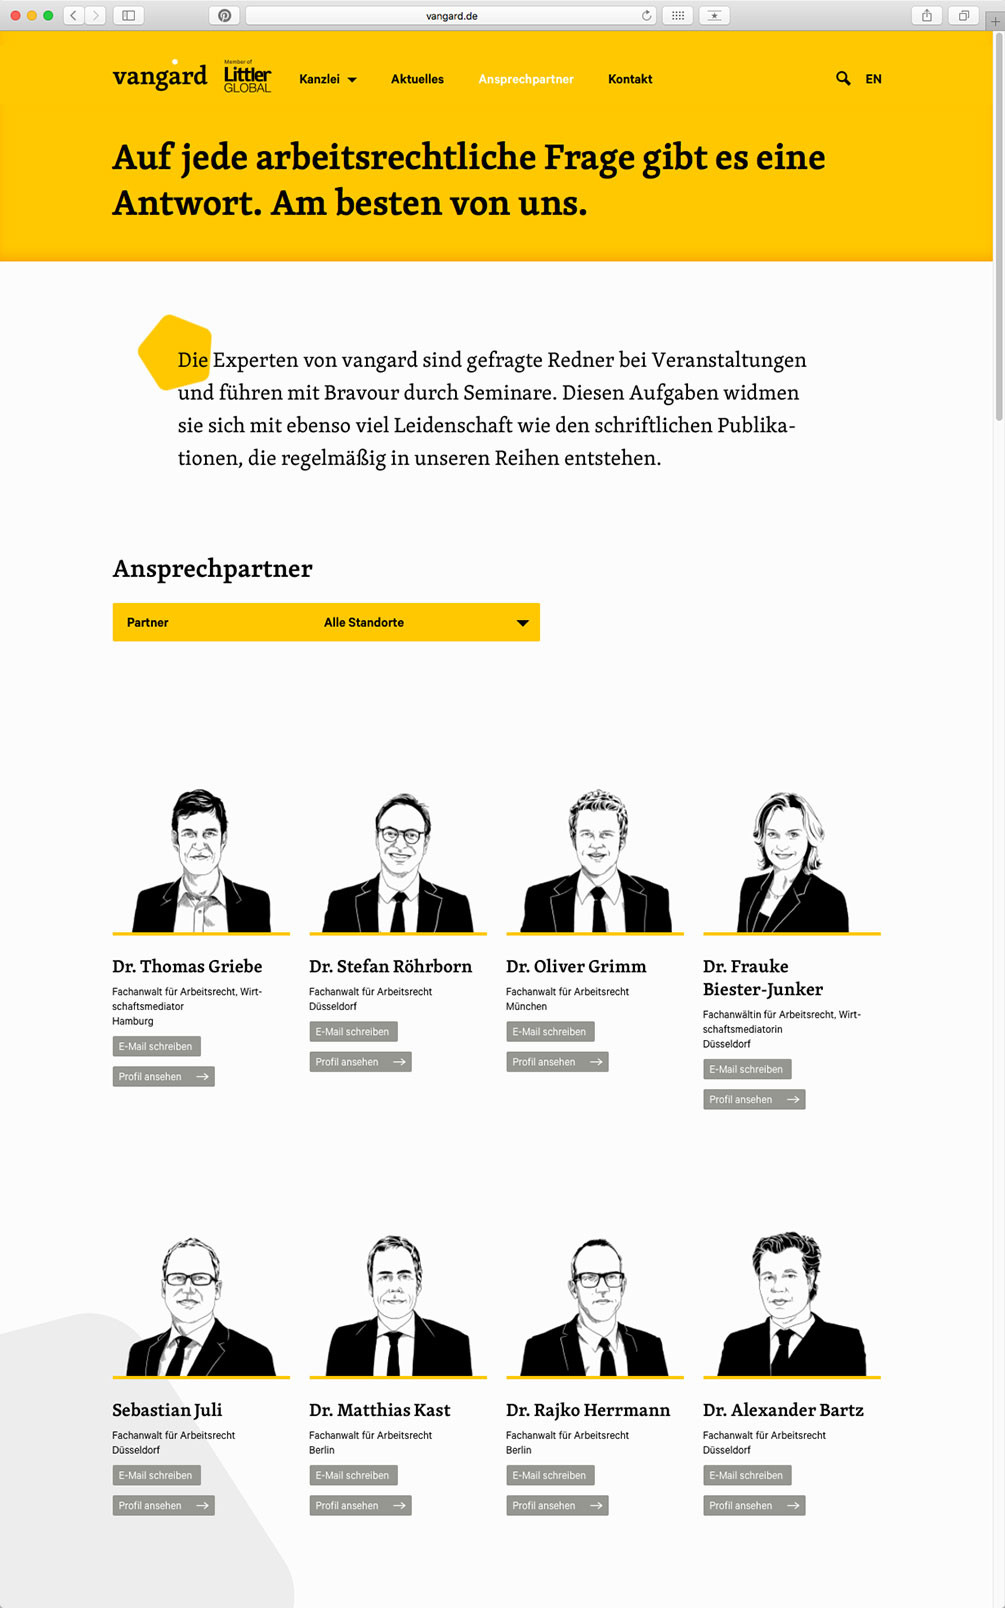 vangard.de
vangard
Member of
Littler
GLOBAL
Kanzlei
Aktuelles
Ansprechpartner
Kontakt
EN
Auf jede arbeitsrechtliche Frage gibt es eine
Antwort. Am besten von uns.
Die Experten von vangard sind gefragte Redner bei Veranstaltungen
und führen mit Bravour durch Seminare. Diesen Aufgaben widmen
sie sich mit ebenso viel Leidenschaft wie den schriftlichen Publika-
tionen, die regelmäßig in unseren Reihen entstehen.
Ansprechpartner
Partner
Alle Standorte
Dr. Thomas Griebe
Fachanwalt für Arbeitsrecht, Wirt-
schaftsmediator
Hamburg
E-Mail schreiben
Profil ansehen
Dr. Stefan Röhrborn
Fachanwalt für Arbeitsrecht
Düsseldorf
E-Mail schreiben
Profil ansehen
Dr. Oliver Grimm
Fachanwalt für Arbeitsrecht
München
E-Mail schreiben
Profil ansehen
Dr. Frauke
Biester-Junker
Fachanwältin für Arbeitsrecht, Wirt-
schaftsmediatorin
Düsseldorf
E-Mail schreiben
Profil ansehen
Sebastian Juli
Fachanwalt für Arbeitsrecht
Düsseldorf
E-Mail schreiben
Profil ansehen
Dr. Matthias Kast
Fachanwalt für Arbeitsrecht
Berlin
E-Mail schreiben
Profil ansehen
Dr. Rajko Herrmann
Fachanwalt für Arbeitsrecht
Berlin
E-Mail schreiben
Profil ansehen
Dr. Alexander Bartz
Fachanwalt für Arbeitsrecht
Düsseldorf
E-Mail schreiben
Profil ansehen